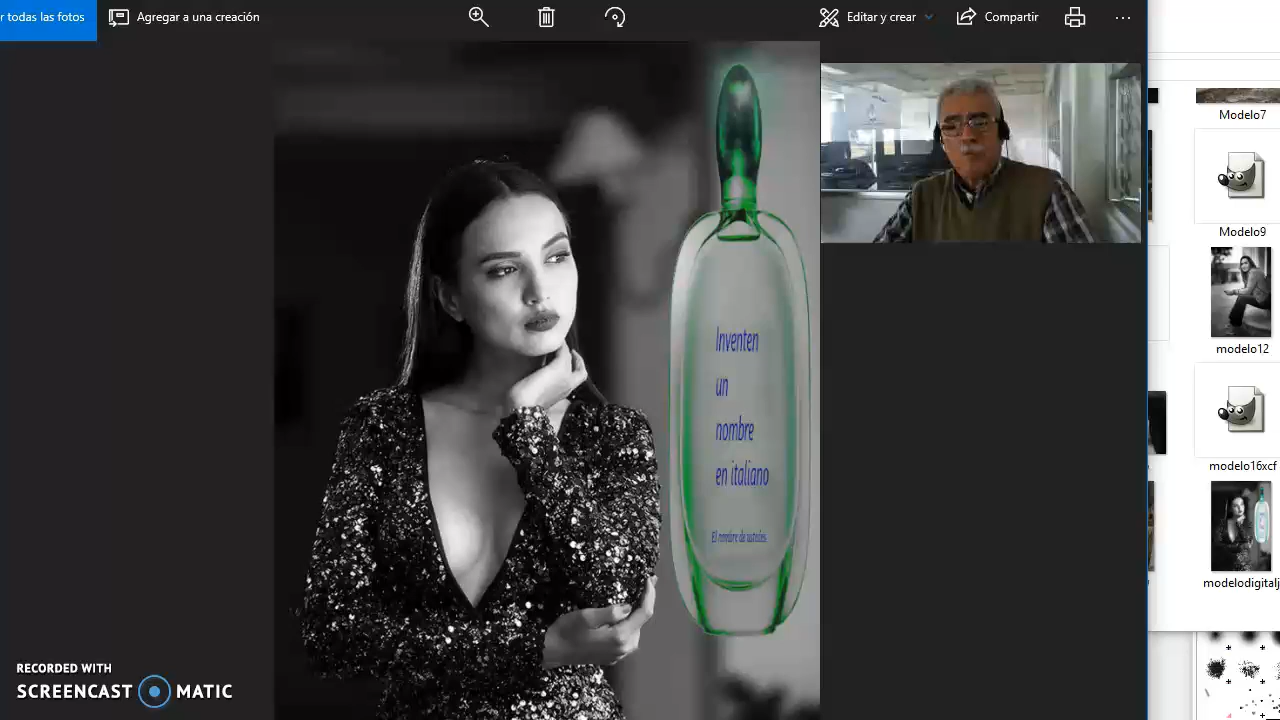 r todas las fotos
Agregar a una creación
Editar y crear
Compartir
...
Modelo7
Modelo9
modelo12
modelo16xcf
modelodigitalj
Inventen
un
nombre
en italiano
El nombre de ustedes.
RECORDED WITH
SCREENCAST MATIC